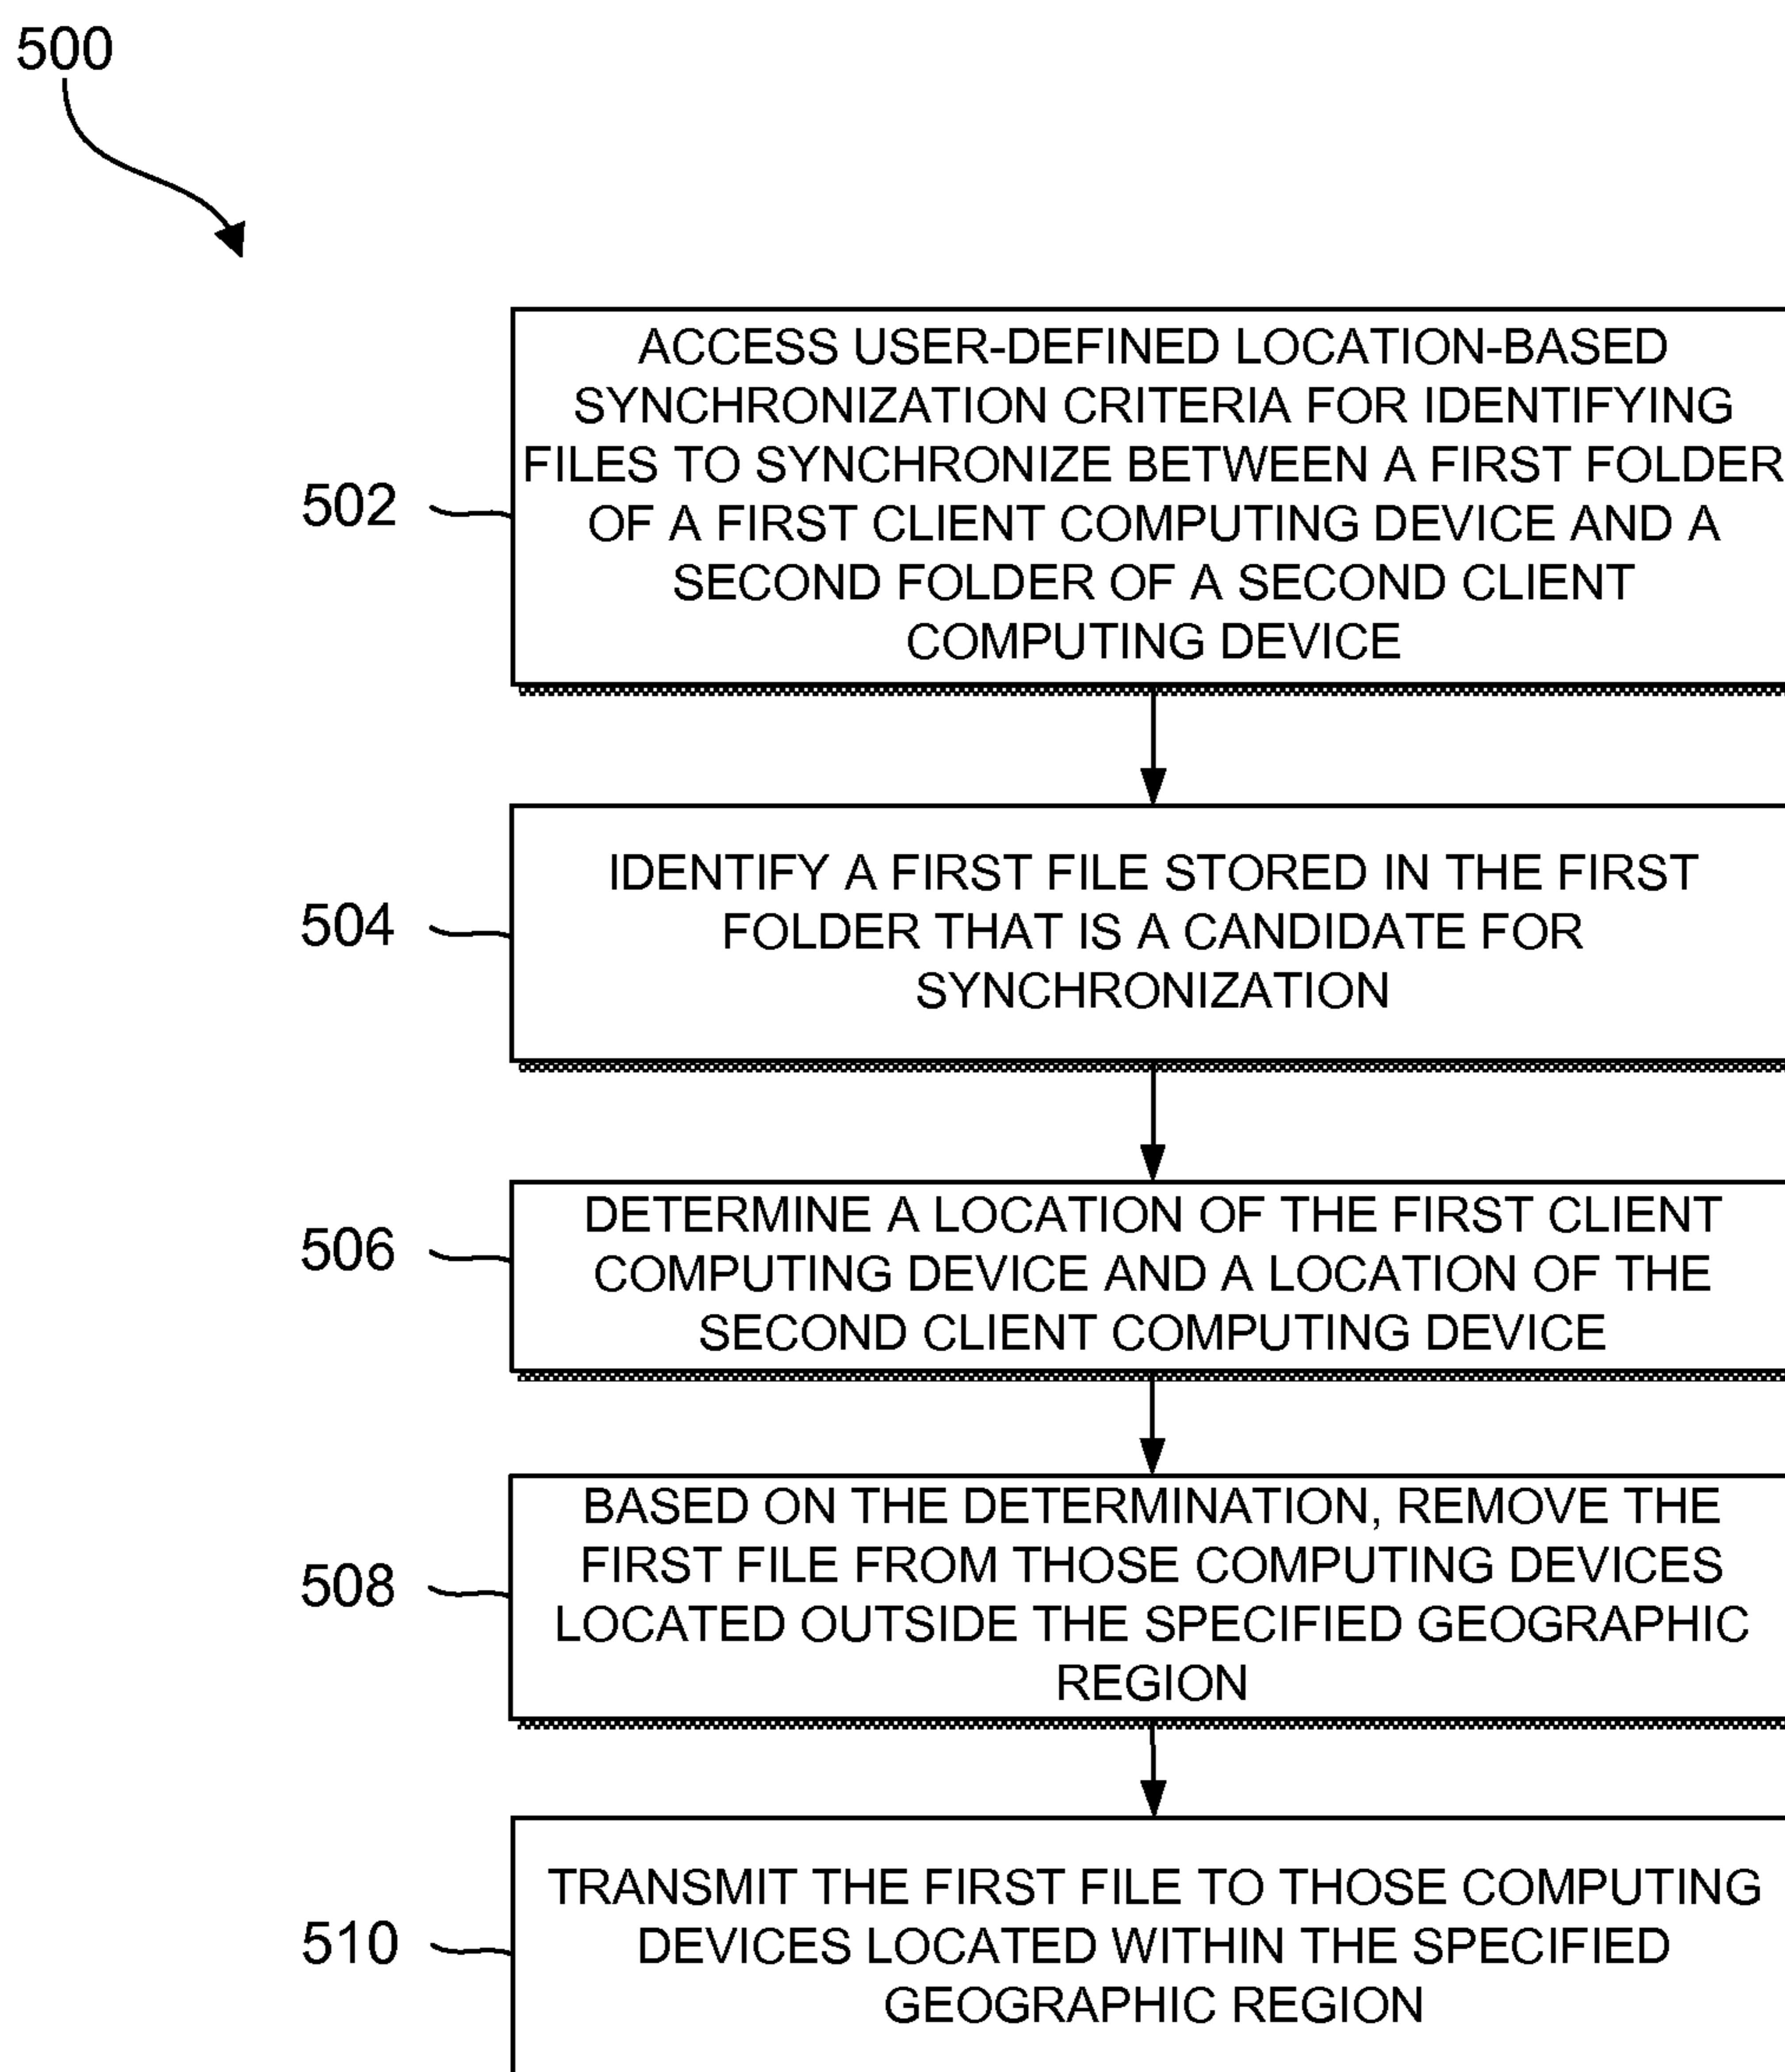 500
ACCESS USER-DEFINED LOCATION-BASED
SYNCHRONIZATION CRITERIA FOR IDENTIFYING
FILES TO SYNCHRONIZE BETWEEN A FIRST FOLDER
OF A FIRST CLIENT COMPUTING DEVICE AND A
SECOND FOLDER OF A SECOND CLIENT
COMPUTING DEVICE
502
IDENTIFY A FIRST FILE STORED IN THE FIRST
FOLDER THAT IS A CANDIDATE FOR
SYNCHRONIZATION
504
DETERMINE A LOCATION OF THE FIRST CLIENT
COMPUTING DEVICE AND A LOCATION OF THE
SECOND CLIENT COMPUTING DEVICE
506
BASED ON THE DETERMINATION, REMOVE THE
FIRST FILE FROM THOSE COMPUTING DEVICES
LOCATED OUTSIDE THE SPECIFIED GEOGRAPHIC
REGION
508
TRANSMIT THE FIRST FILE TO THOSE COMPUTING
DEVICES LOCATED WITHIN THE SPECIFIED
GEOGRAPHIC REGION
510